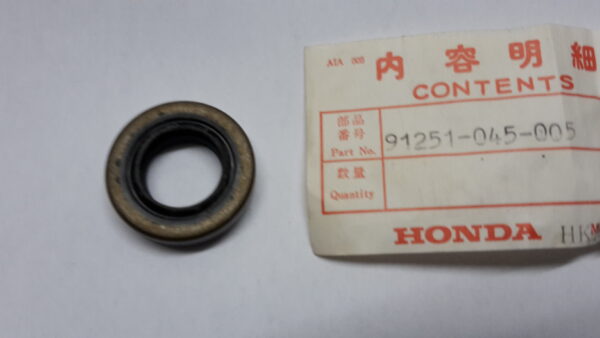 AIA 005
内容明細
CONTENTS
部品
番号
Part No.
91251-045-005
数量
Quantity
HONDA